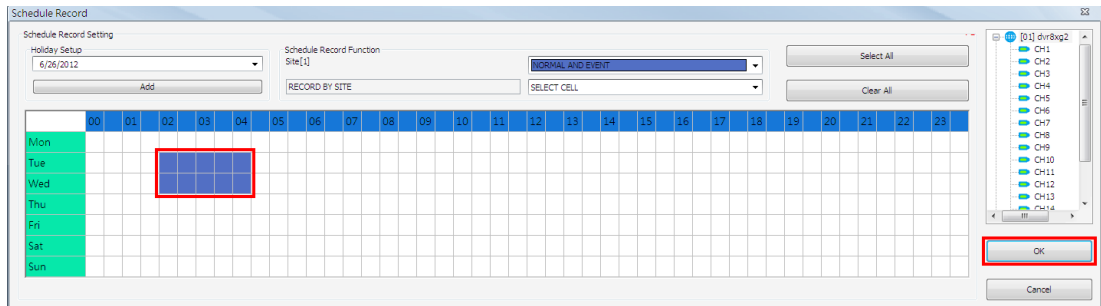 Schedule Record
Schedule Record Setting
Holiday Setup
6/26/2012
Add
Schedule Record Function
Site[1]
NORMAL AND EVENT
RECORD BY SITE
SELECT CELL
Select All
Clear All
00 01 02 03 04 05 06 07 08 09 10 11 12 13 14 15 16 17 18 19 20 21 22 23
Mon
Tue
Wed
Thu
Fri
Sat
Sun
[01] dvr8xg2
CH1
CH2
CH3
CH4
CH5
CH6
CH7
CH8
CH9
CH10
CH11
CH12
CH13
CH14
OK
Cancel